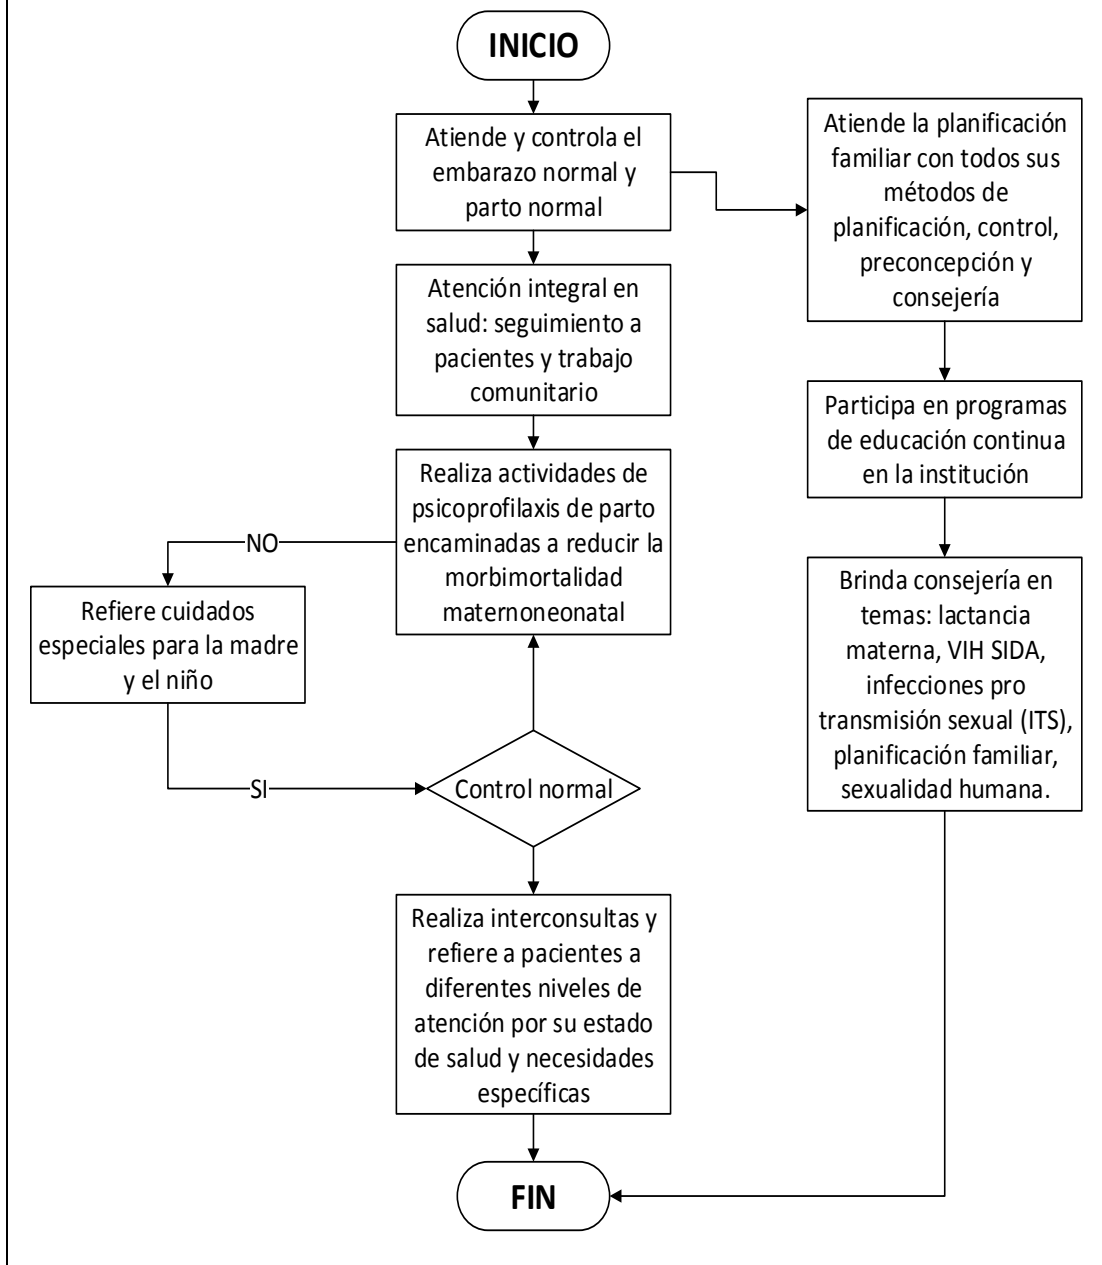 INICIO
Atiende y controla el
embarazo normal y
parto normal
Atención integral en
salud: seguimiento a
pacientes y trabajo
comunitario
Realiza actividades de
psicoprofilaxis de parto
encaminadas a reducir la
morbimortalidad
maternoneonatal
NO
Refiere cuidados
especiales para la madre
y el niño
SI
Control normal
Realiza interconsultas y
refiere a pacientes a
diferentes niveles de
atención por su estado
de salud y necesidades
específicas
Atiende la planificación
familiar con todos sus
métodos de
planificación, control,
preconcepción y
consejería
Participa en programas
de educación continua
en la institución
Brinda consejería en
temas: lactancia
materna, VIH SIDA,
infecciones pro
transmisión sexual (ITS),
planificación familiar,
sexualidad humana.
FIN